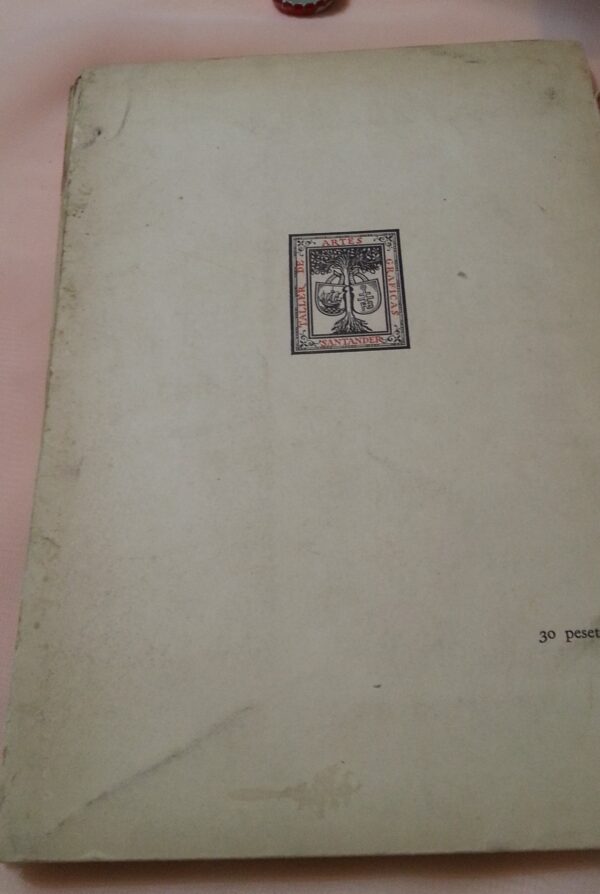 TALLER DE ARTES GRAFICAS
SANTANDER
30 peset